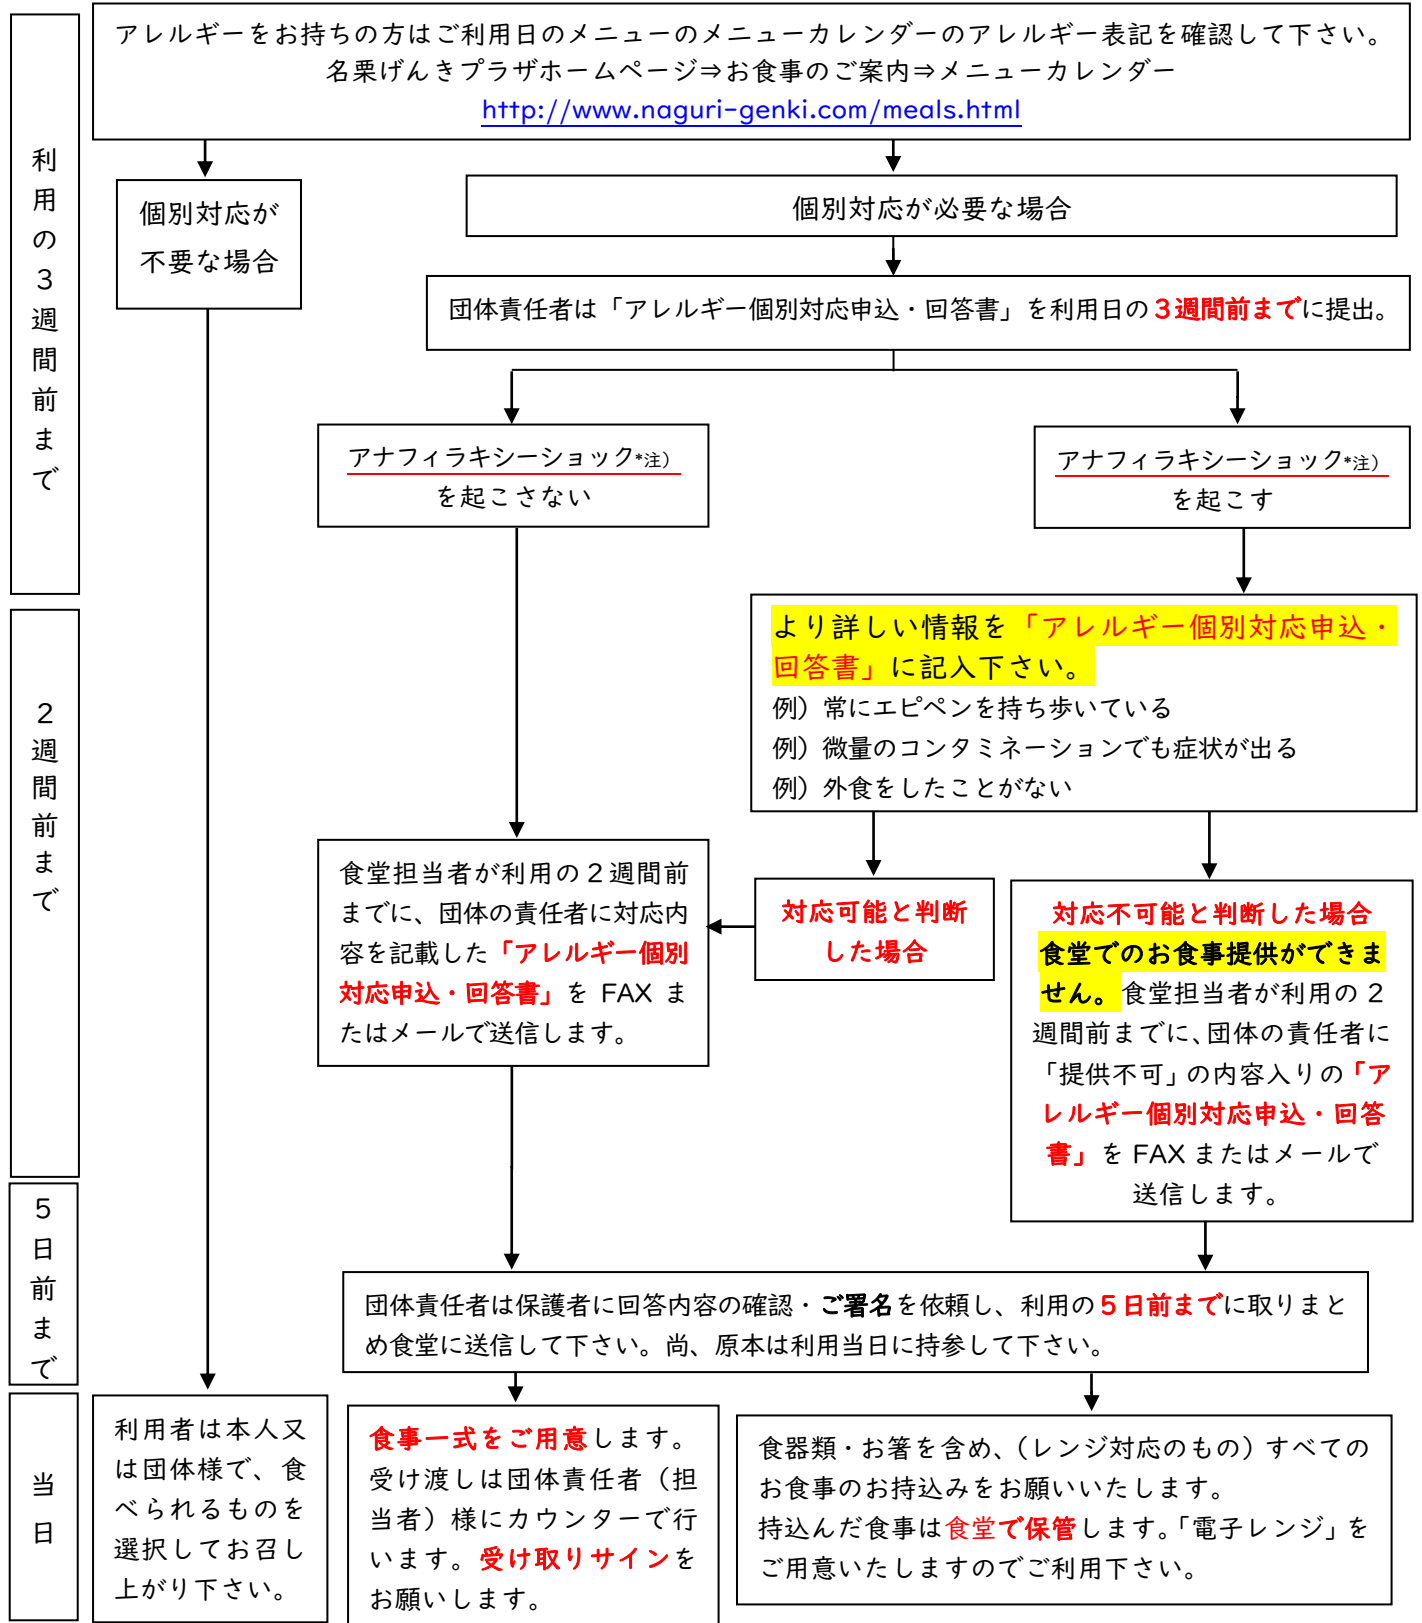 アレルギーをお持ちの方はご利用日のメニューのメニューカレンダーのアレルギー表記を確認して下さい。
名栗げんきプラザホームページ⇒お食事のご案内⇒メニューカレンダー
http://www.naguri-genki.com/meals.html
利用の3週間前まで
個別対応が
不要な場合
個別対応が必要な場合
団体責任者は「アレルギー個別対応申込・回答書」を利用日の3週間前までに提出。
アナフィラキシーショック*注)
を起こさない
アナフィラキシーショック*注)
を起こす
2週間前まで
より詳しい情報を「アレルギー個別対応申込・
回答書」に記入下さい。
例）常にエピペンを持ち歩いている
例）微量のコンタミネーションでも症状が出る
例）外食をしたことがない
食堂担当者が利用の2週間前
までに、団体の責任者に対応内
容を記載した「アレルギー個別
対応申込・回答書」を FAX ま
たはメールで送信します。
対応可能と判断
した場合
対応不可能と判断した場合
食堂でのお食事提供ができま
せん。食堂担当者が利用の2
週間前までに、団体の責任者に
「提供不可」の内容入りの「ア
レルギー個別対応申込・回答
書」を FAX またはメールで
送信します。
5日前まで
団体責任者は保護者に回答内容の確認・ご署名を依頼し、利用の5日前までに取りまと
め食堂に送信して下さい。尚、原本は利用当日に持参して下さい。
当日
利用者は本人又
は団体様で、食
べられるものを
選択してお召し
上がり下さい。
食事一式をご用意します。
受け渡しは団体責任者（担
当者）様にカウンターで行
います。受け取りサインを
お願いします。
食器類・お箸を含め、（レンジ対応のもの）すべての
お食事のお持込みをお願いいたします。
持込んだ食事は食堂で保管します。「電子レンジ」を
ご用意いたしますのでご利用下さい。